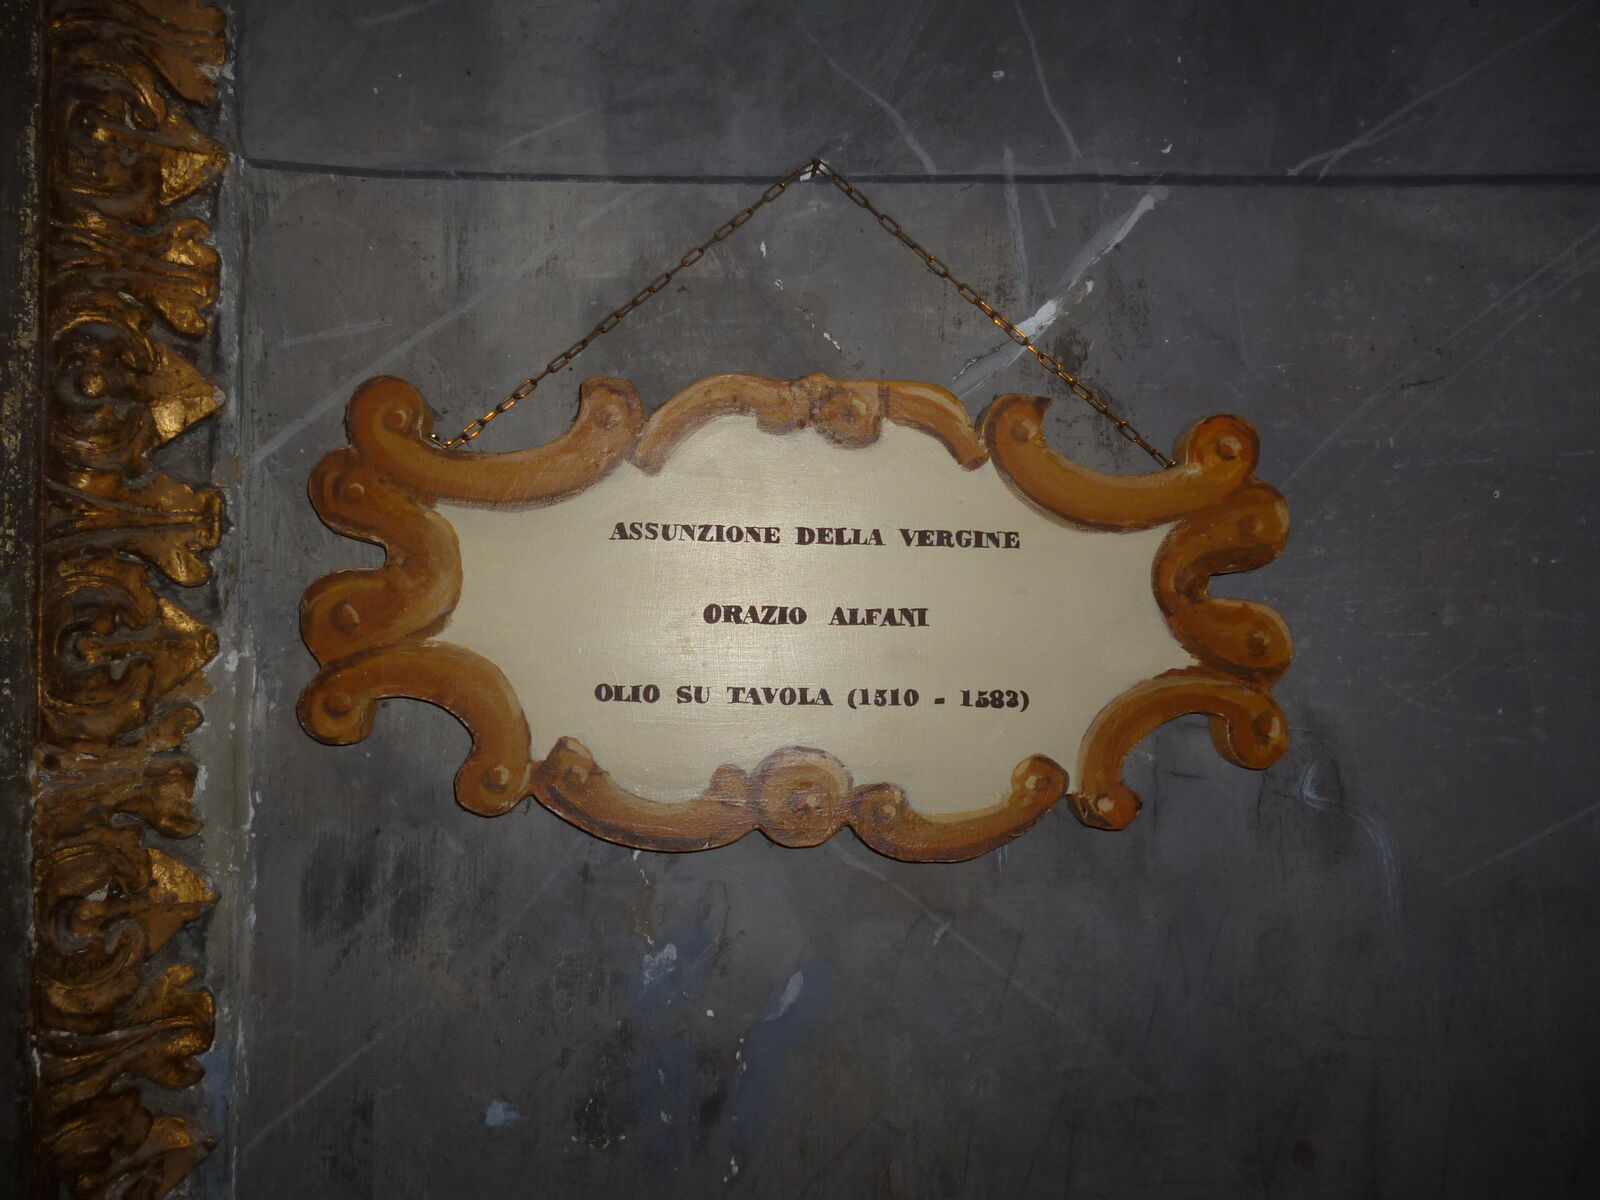 ASSUNZIONE DELLA VERGINE
ORAZIO ALFANI
OLIO SU TAVOLA (1510 - 1583)